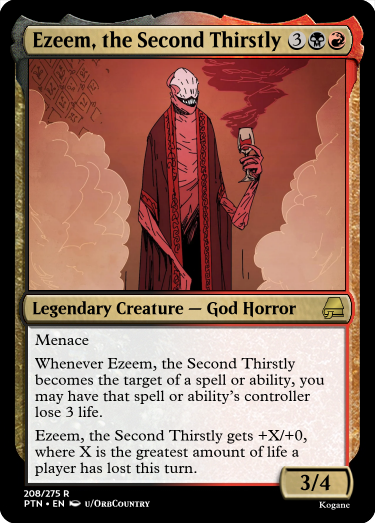 Ezeem, the Second Thirstly 3
Legendary Creature — God Horror
Menace
Whenever Ezeem, the Second Thirstly
becomes the target of a spell or ability, you
may have that spell or ability's controller
lose 3 life.
Ezeem, the Second Thirstly gets +X/+0,
where X is the greatest amount of life a
player has lost this turn.
3/4
208/275 R
PTN • EN u/OrbCountry
Kogane